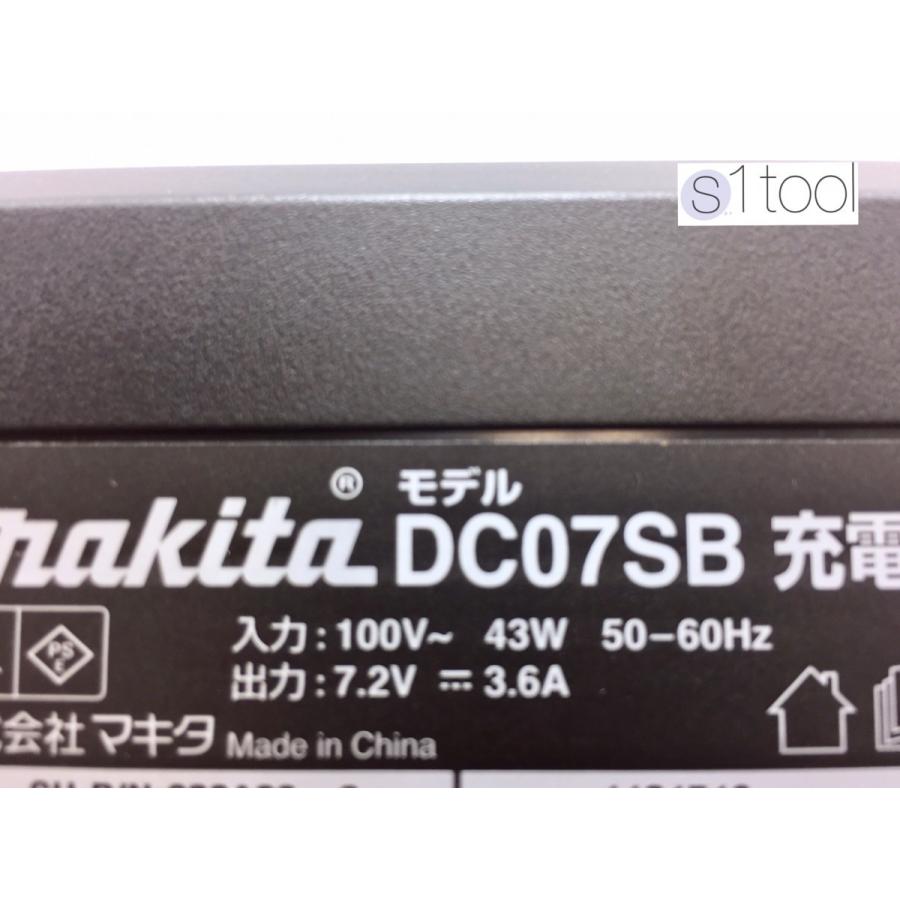 s1tool
makita® モデル
DC07SB 充電
PS
E
入力:100V~ 43W 50-60Hz
出力:7.2V ⎓ 3.6A
会社 マキタ Made in China